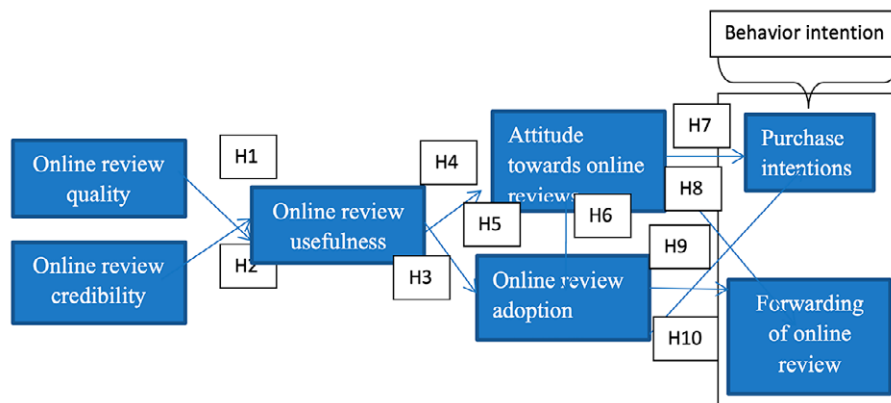 Behavior intention
H1
H4
H7
Attitude
towards online
reviews
Purchase
intentions
Online review
quality
H8
Online review
usefulness
H5
H6
H2
H3
H9
Online review
credibility
Online review
adoption
H10
Forwarding
of online
review